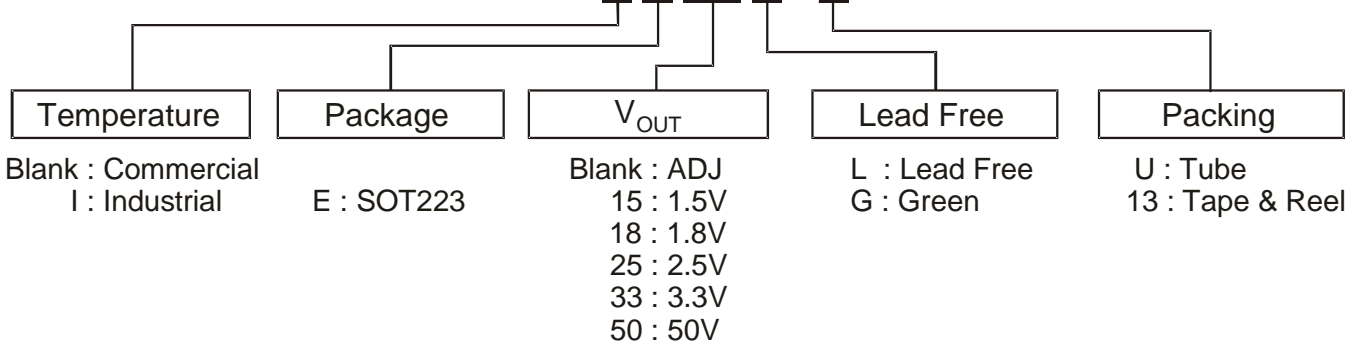 Temperature
Package
VOUT
Lead Free
Packing
Blank : Commercial
I : Industrial
E : SOT223
Blank : ADJ
15 : 1.5V
18 : 1.8V
25 : 2.5V
33 : 3.3V
50 : 50V
L : Lead Free
G : Green
U : Tube
13 : Tape & Reel